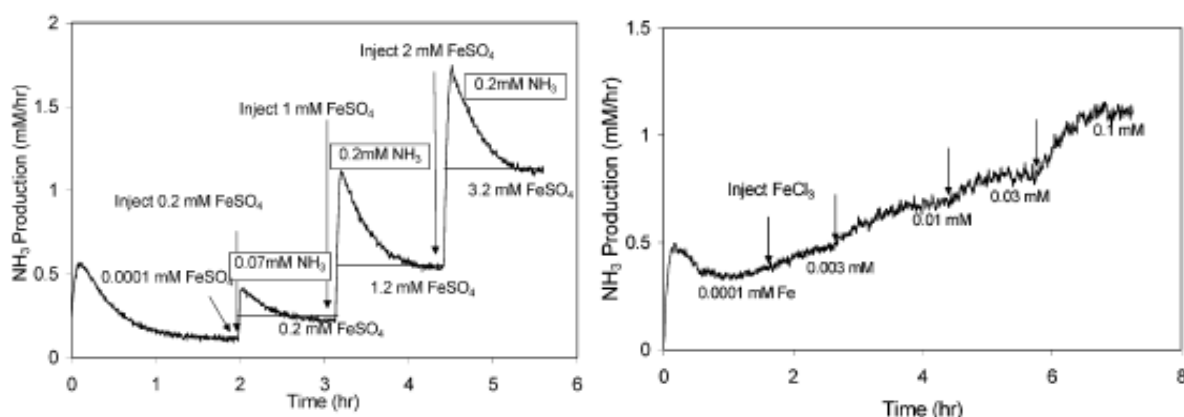 2
1.5
1
0.5
0
NH₃ Production (mM/hr)
Inject 2 mM FeSO₄
0.2mM NH₃
Inject 1 mM FeSO₄
0.2mM NH₃
3.2 mM FeSO₄
Inject 0.2 mM FeSO₄
0.07mM NH₃
0.0001 mM FeSO₄
1.2 mM FeSO₄
0.2 mM FeSO₄
0 1 2 3 4 5 6
Time (hr)
1.5
1
0.5
0
NH₃ Production (mM/hr)
0.1 mM
Inject FeCl₃
0.03 mM
0.01 mM
0.003 mM
0.0001 mM Fe
0 2 4 6 8
Time (hr)